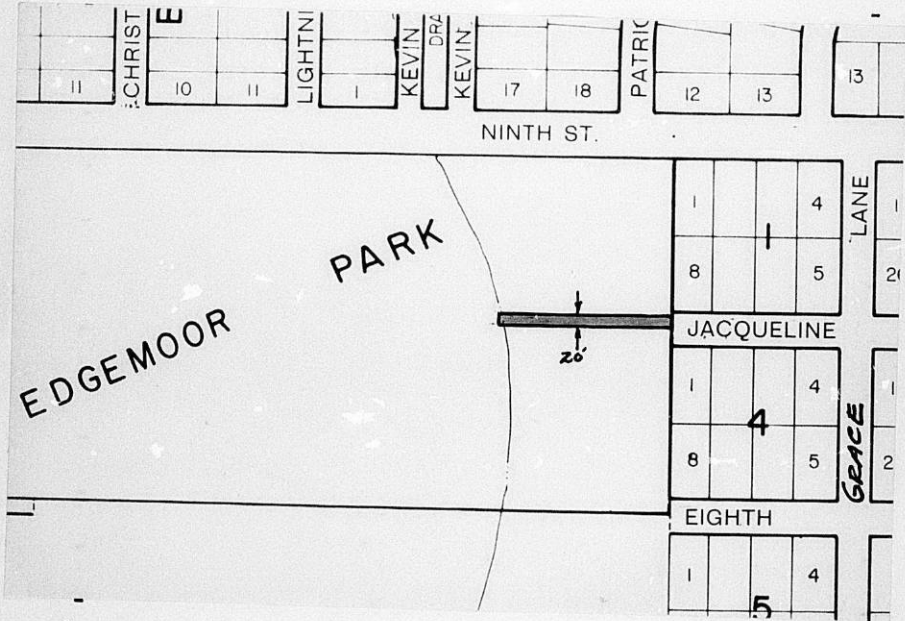 CHRIST
E
LIGHTNI
KEVIN
DRA
KEVIN
PATRIC
11
10
11
1
17
18
12
13
13
NINTH ST.
EDGEMOOR PARK
1
4
1
8
5
LANE
20'
JACQUELINE
1
4
4
8
5
GRACE
2
EIGHTH
1
4
5